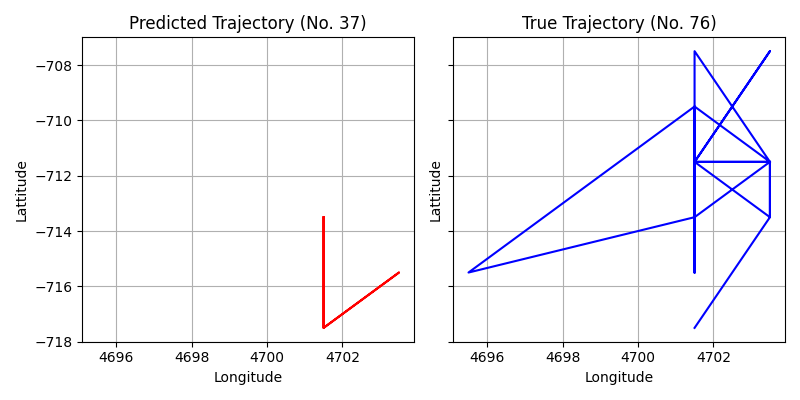 Predicted Trajectory (No. 37)
True Trajectory (No. 76)
−708
−710
−712
−714
−716
−718
Lattitude
Lattitude
4696
4698
4700
4702
4696
4698
4700
4702
Longitude
Longitude